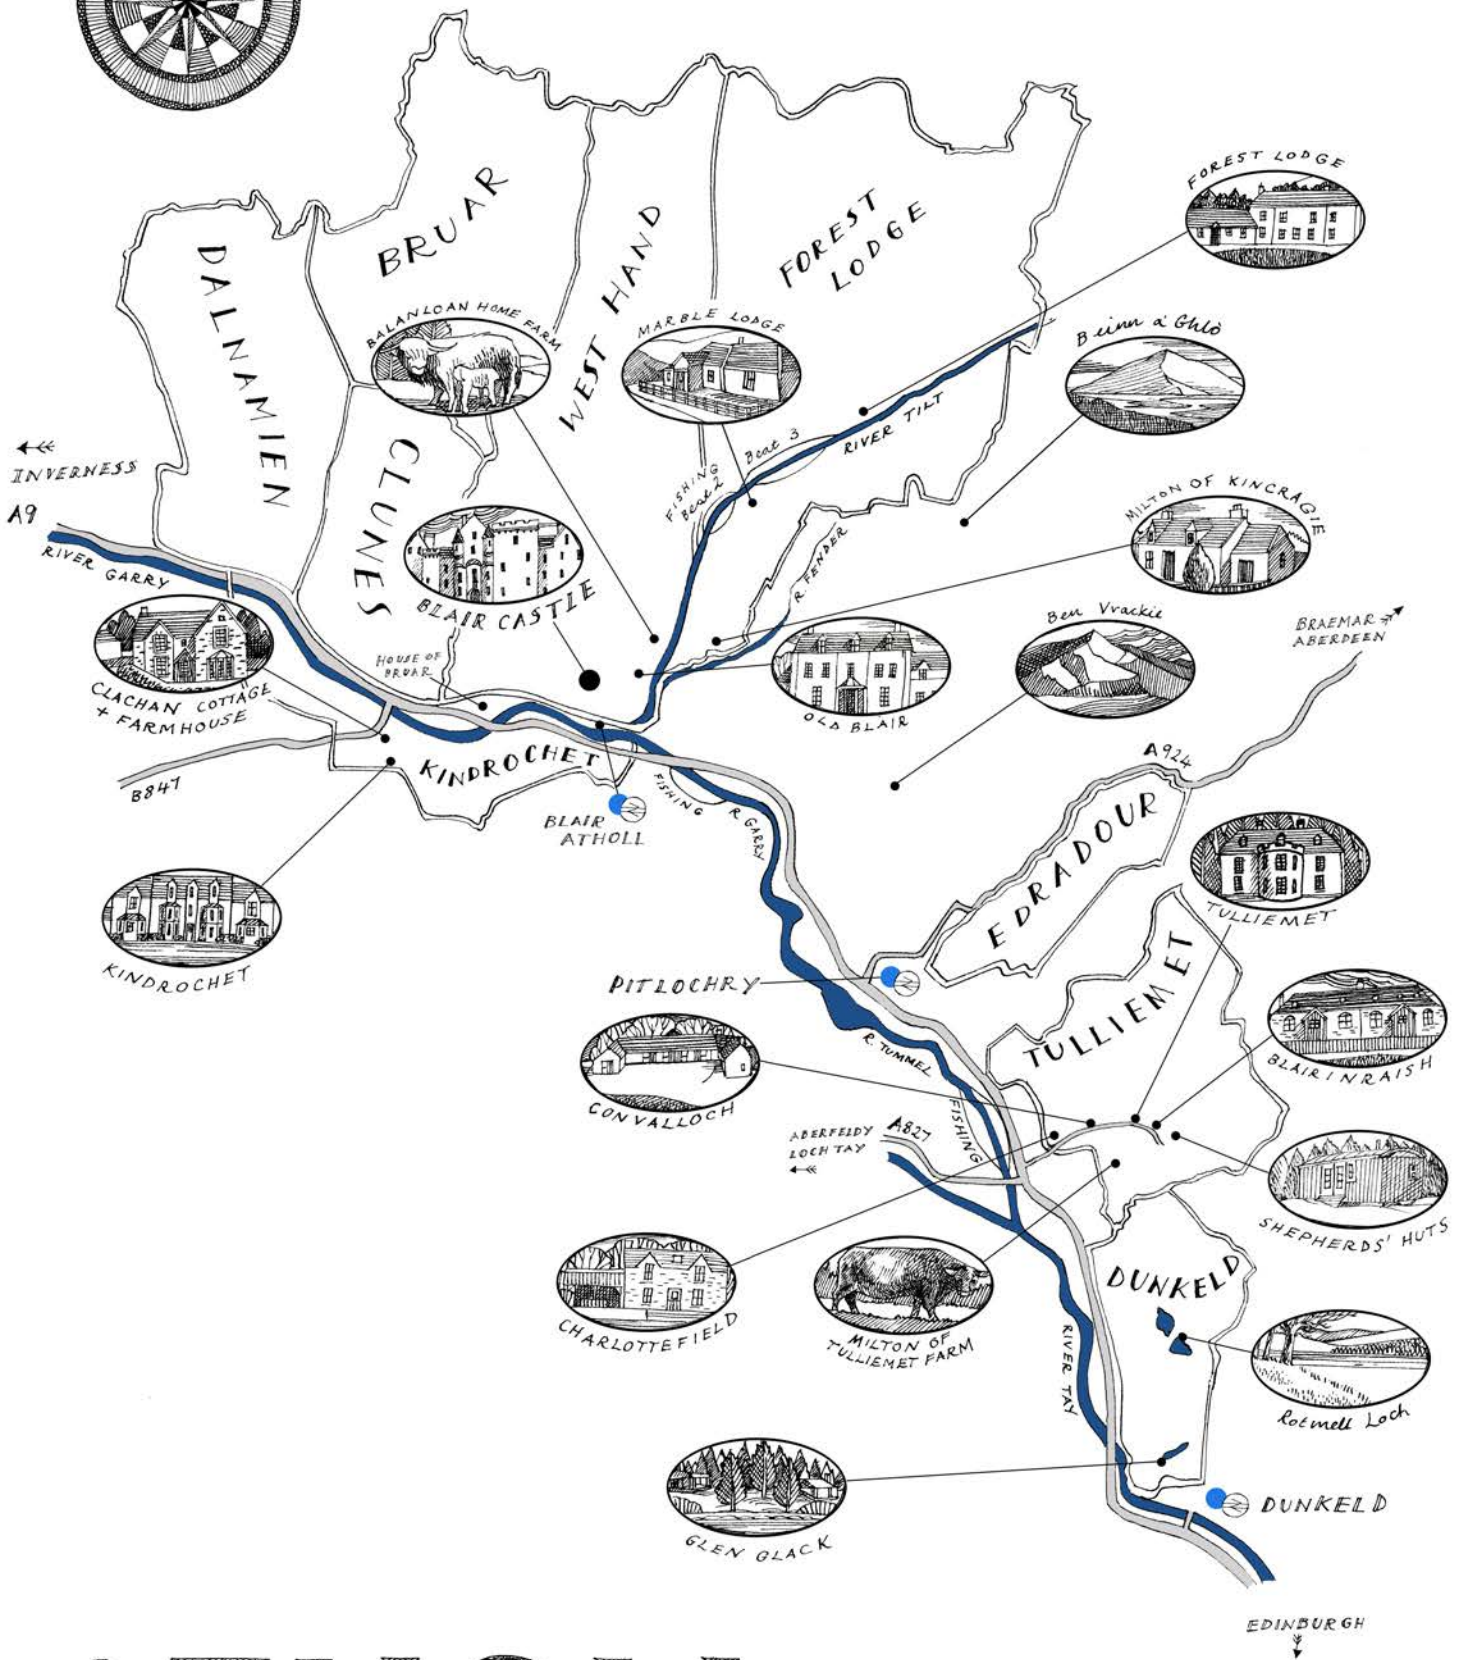 FOREST LODGE
BRUAR
FOREST
LODGE
WEST HAND
DALNAMIEN
BALANLOAN HOME FARM
MARBLE LODGE
Beinn a' Ghlò
RIVER TILT
Beat 3
FISHING
Beat 2
INVERNESS
A9
CLUNES
MILTON OF KINCRAGIE
RIVER GARRY
R. FENDER
BLAIR CASTLE
Ben Vrackie
BRAEMAR
ABERDEEN
HOUSE OF
BRUAR
CLACHAN COTTAGE
+ FARMHOUSE
OLD BLAIR
KINDROCHET
A924
B847
FISHING
R. GARRY
BLAIR
ATHOLL
EDRADOUR
TULLIEMET
KINDROCHET
PITLOCHRY
TULLIEMET
R. TUMMEL
BLAIRINRAISH
CONVALLOCH
FISHING
ABERFELDY
LOCH TAY
A827
SHEPHERDS' HUTS
DUNKELD
CHARLOTTEFIELD
MILTON OF
TULLIEMET FARM
RIVER TAY
Rotmell Loch
DUNKELD
GLEN GLACK
EDINBURGH